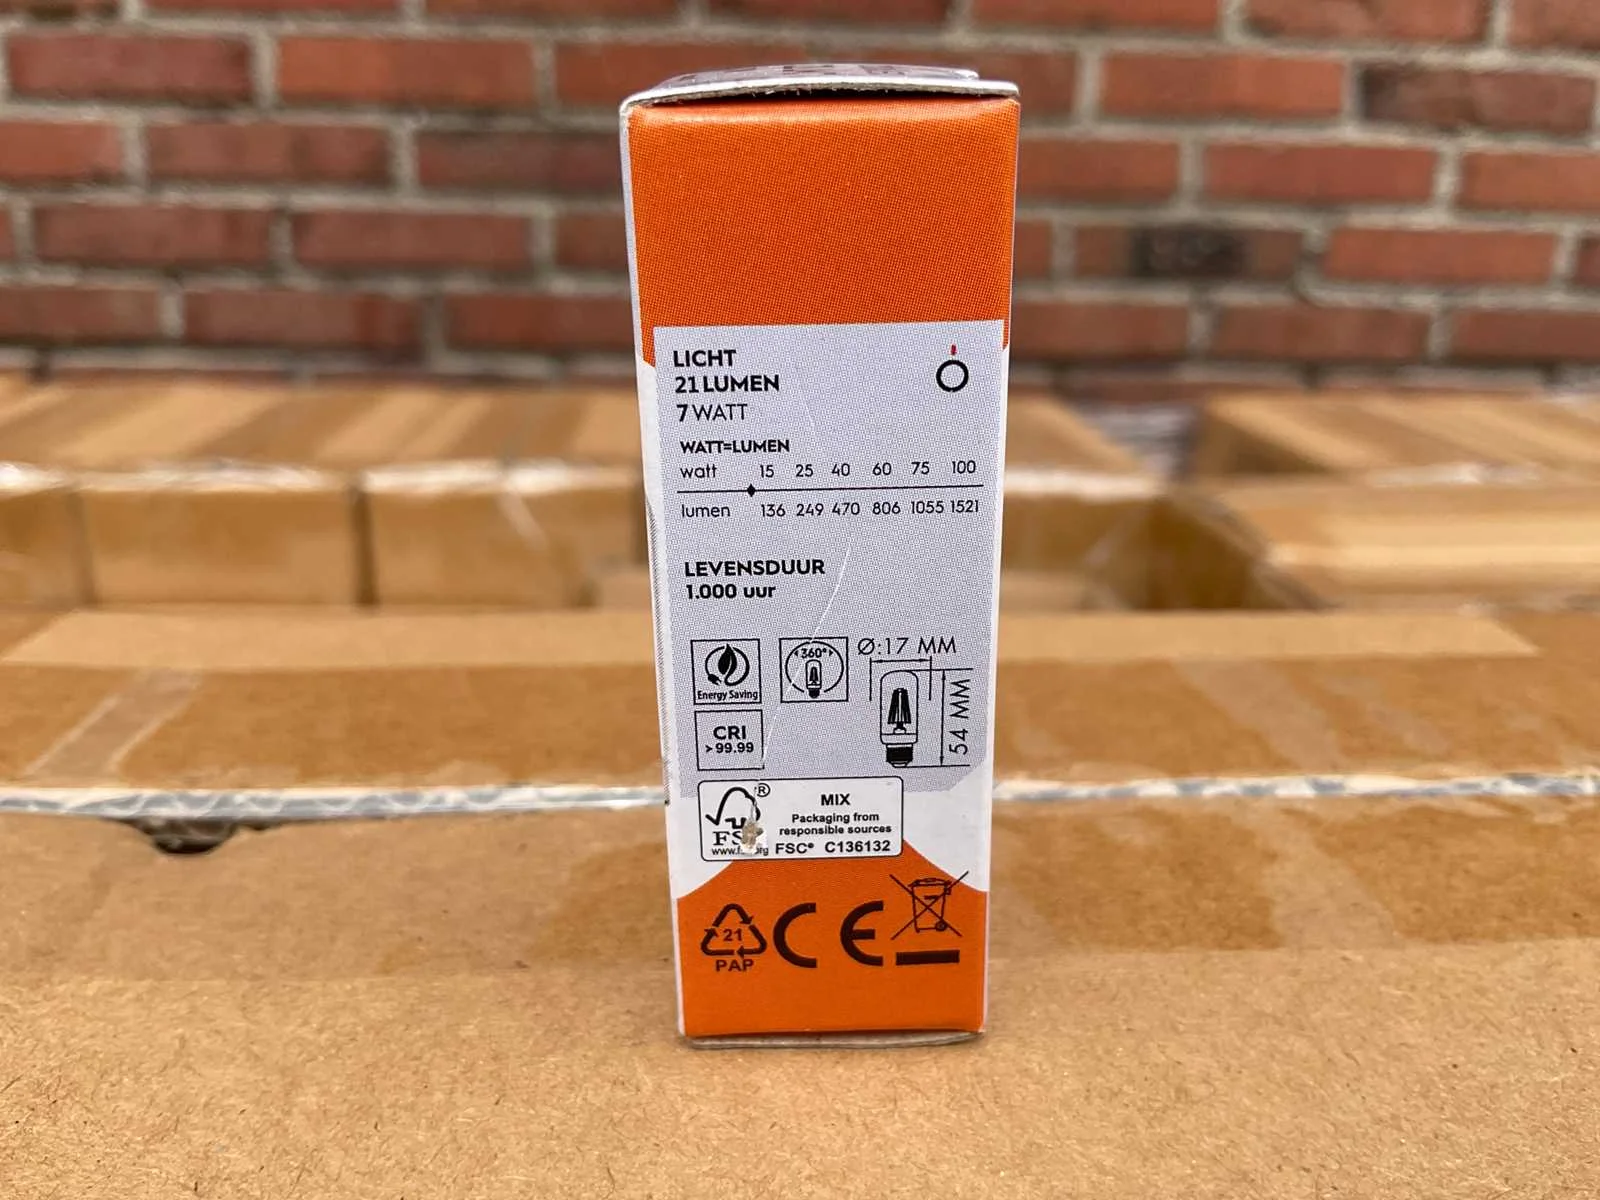 LICHT
21 LUMEN
7 WATT
WATT=LUMEN
watt 15 25 40 60 75 100
lumen 136 249 470 806 1055 1521
LEVENSDUUR
1.000 uur
Energy Saving
360°
Ø:17 MM
54 MM
CRI
>99.99
MIX
Packaging from
responsible sources
FSC® C136132
21
PAP
CE